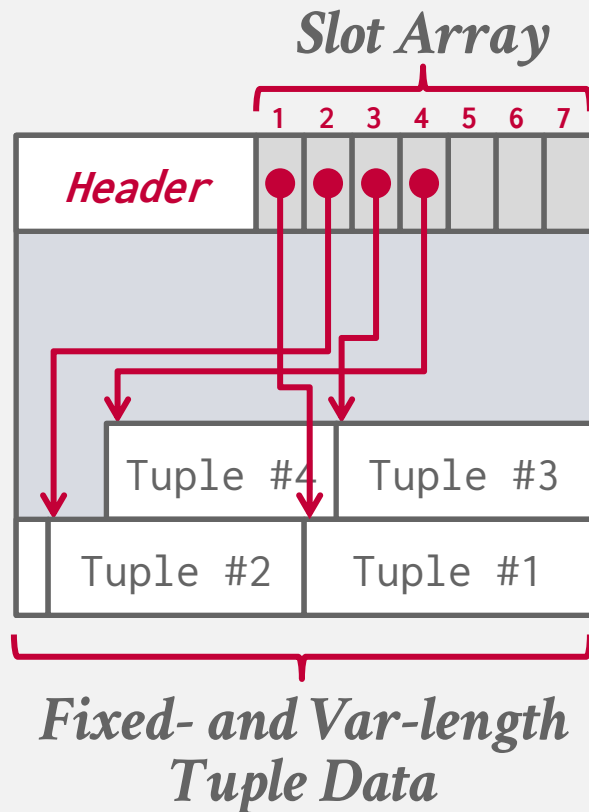 Slot Array
1 2 3 4 5 6 7
Header
Tuple #4 Tuple #3
Tuple #2 Tuple #1
Fixed- and Var-length
Tuple Data